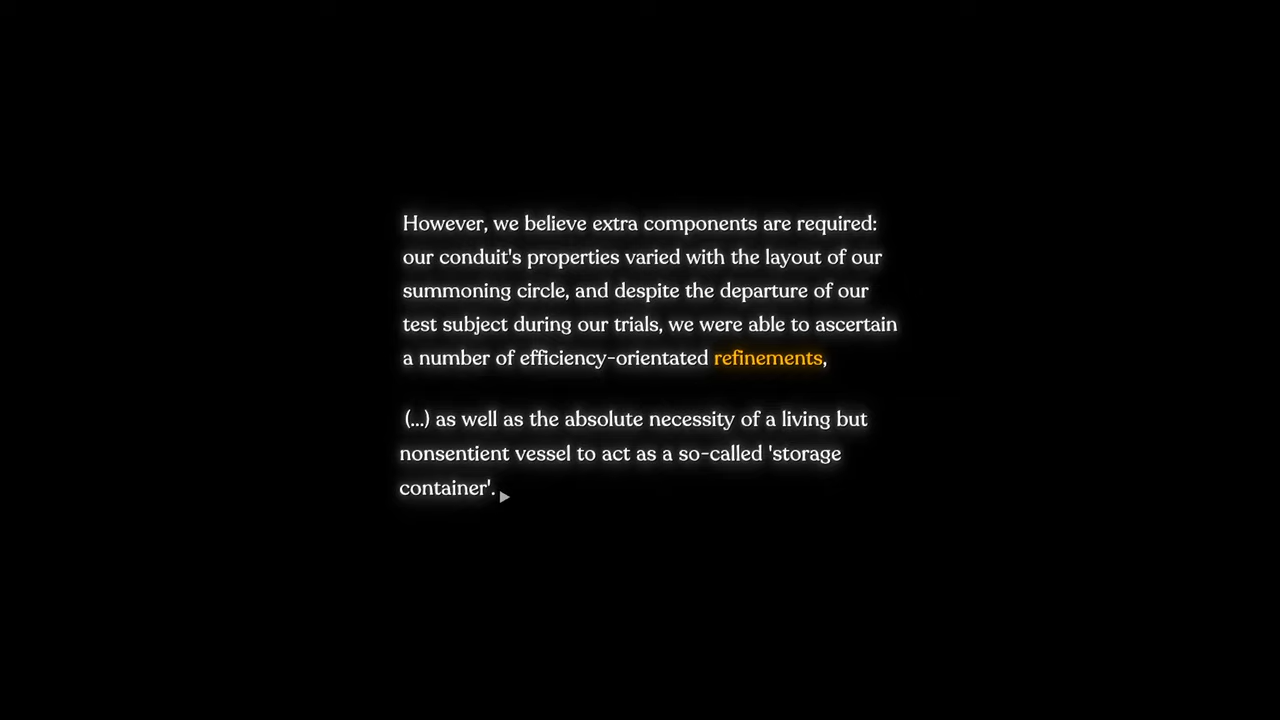 However, we believe extra components are required:
our conduit's properties varied with the layout of our
summoning circle, and despite the departure of our
test subject during our trials, we were able to ascertain
a number of efficiency-orientated refinements,
(...) as well as the absolute necessity of a living but
nonsentient vessel to act as a so-called 'storage
container'.